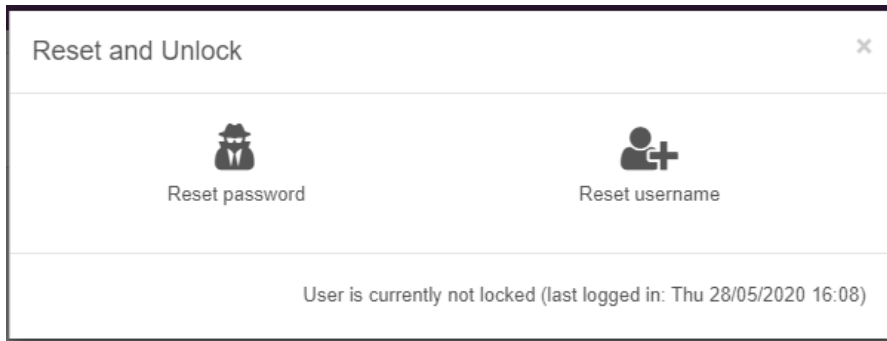 Reset and Unlock
Reset password
Reset username
User is currently not locked (last logged in: Thu 28/05/2020 16:08)